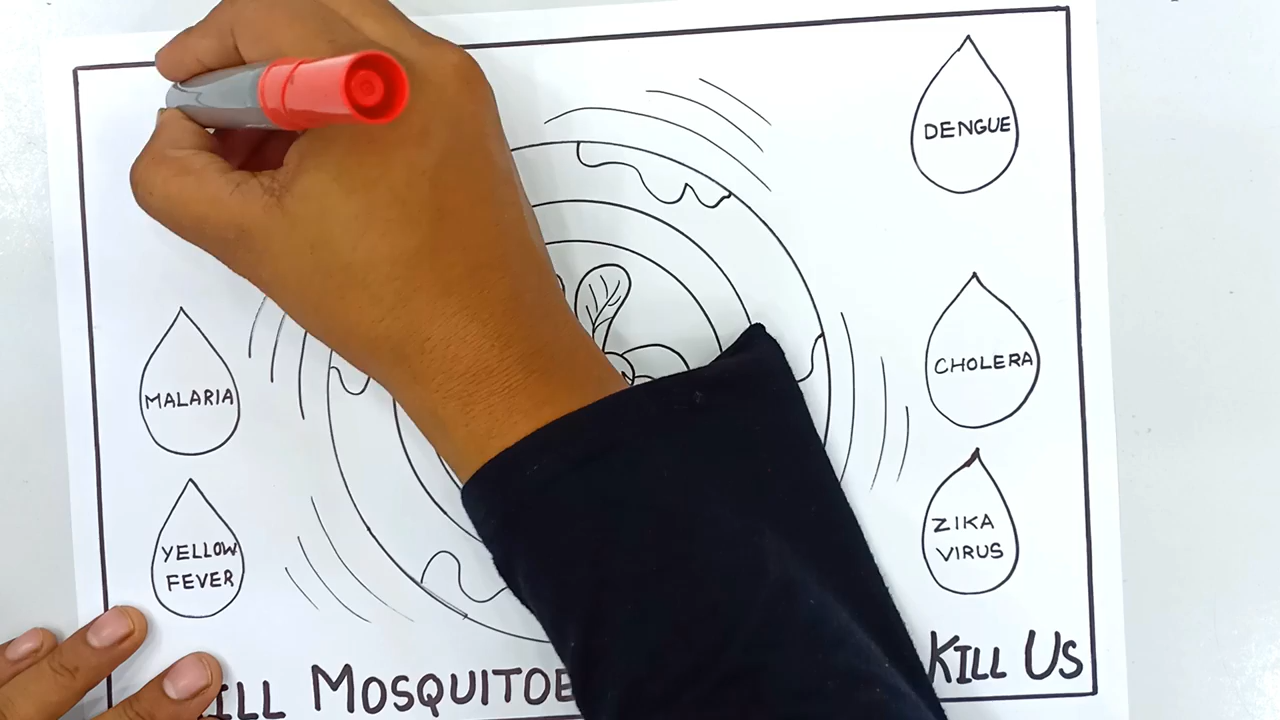 DENGUE
MALARIA
CHOLERA
YELLOW
FEVER
ZIKA
VIRUS
MOSQUITOE
KILL US